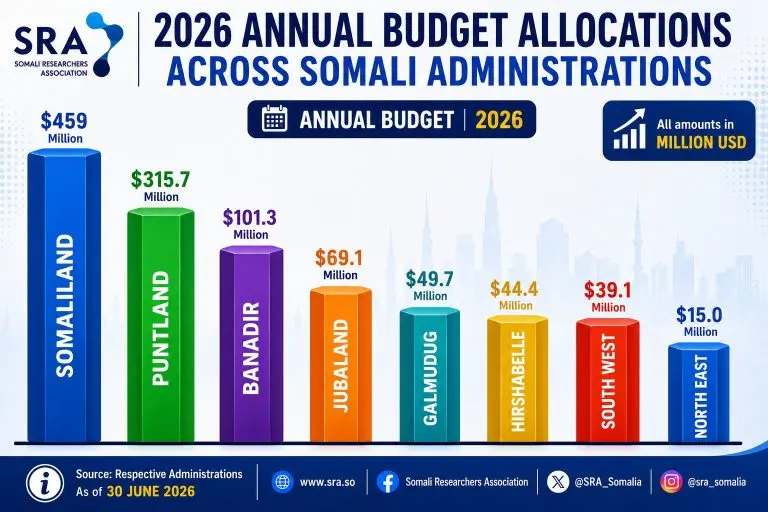 SRA
SOMALI RESEARCHERS
ASSOCIATION
2026 ANNUAL BUDGET ALLOCATIONS
ACROSS SOMALI ADMINISTRATIONS
ANNUAL BUDGET | 2026
All amounts in
MILLION USD
$459
Million
SOMALILAND
$315.7
Million
PUNTLAND
$101.3
Million
BANADIR
$69.1
Million
JUBALAND
$49.7
Million
GALMUDUG
$44.4
Million
HIRSHABELLE
$39.1
Million
SOUTH WEST
$15.0
Million
NORTH EAST
Source: Respective Administrations
As of 30 JUNE 2026
www.sra.so
Somali Researchers Association
@SRA_Somalia
@sra_somalia